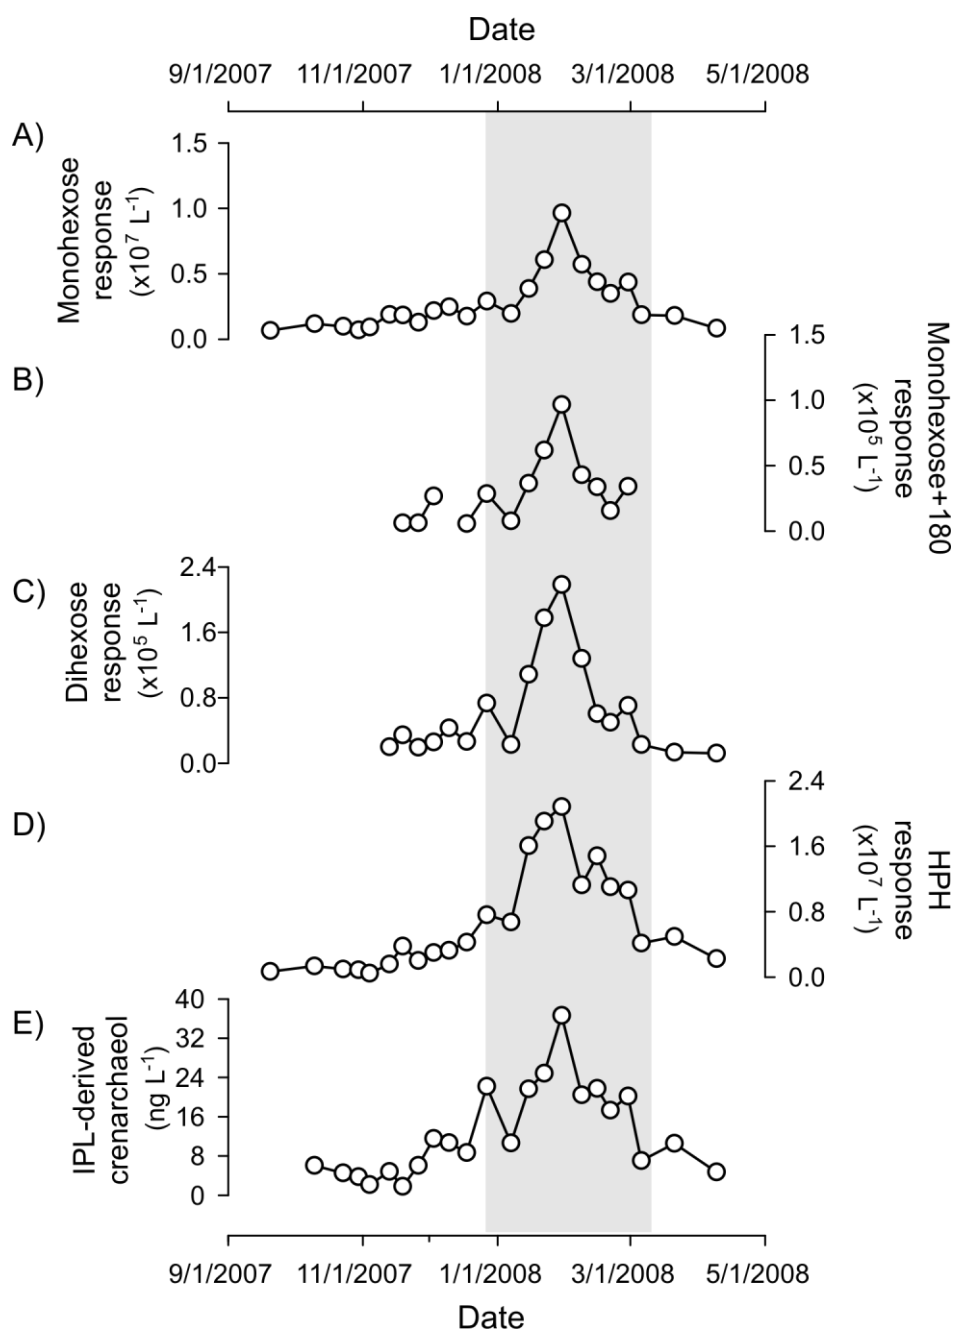 Date
9/1/2007 11/1/2007 1/1/2008 3/1/2008 5/1/2008
A)
Monohexose
response
(x10⁷ L⁻¹)
1.5
1.0
0.5
0.0
B)
Monohexose+180
response
(x10⁵ L⁻¹)
1.5
1.0
0.5
0.0
C)
Dihexose
response
(x10⁵ L⁻¹)
2.4
1.6
0.8
0.0
D)
HPH
response
(x10⁷ L⁻¹)
2.4
1.6
0.8
0.0
E)
IPL-derived
crenarchaeol
(ng L⁻¹)
40
32
24
16
8
0
9/1/2007 11/1/2007 1/1/2008 3/1/2008 5/1/2008
Date